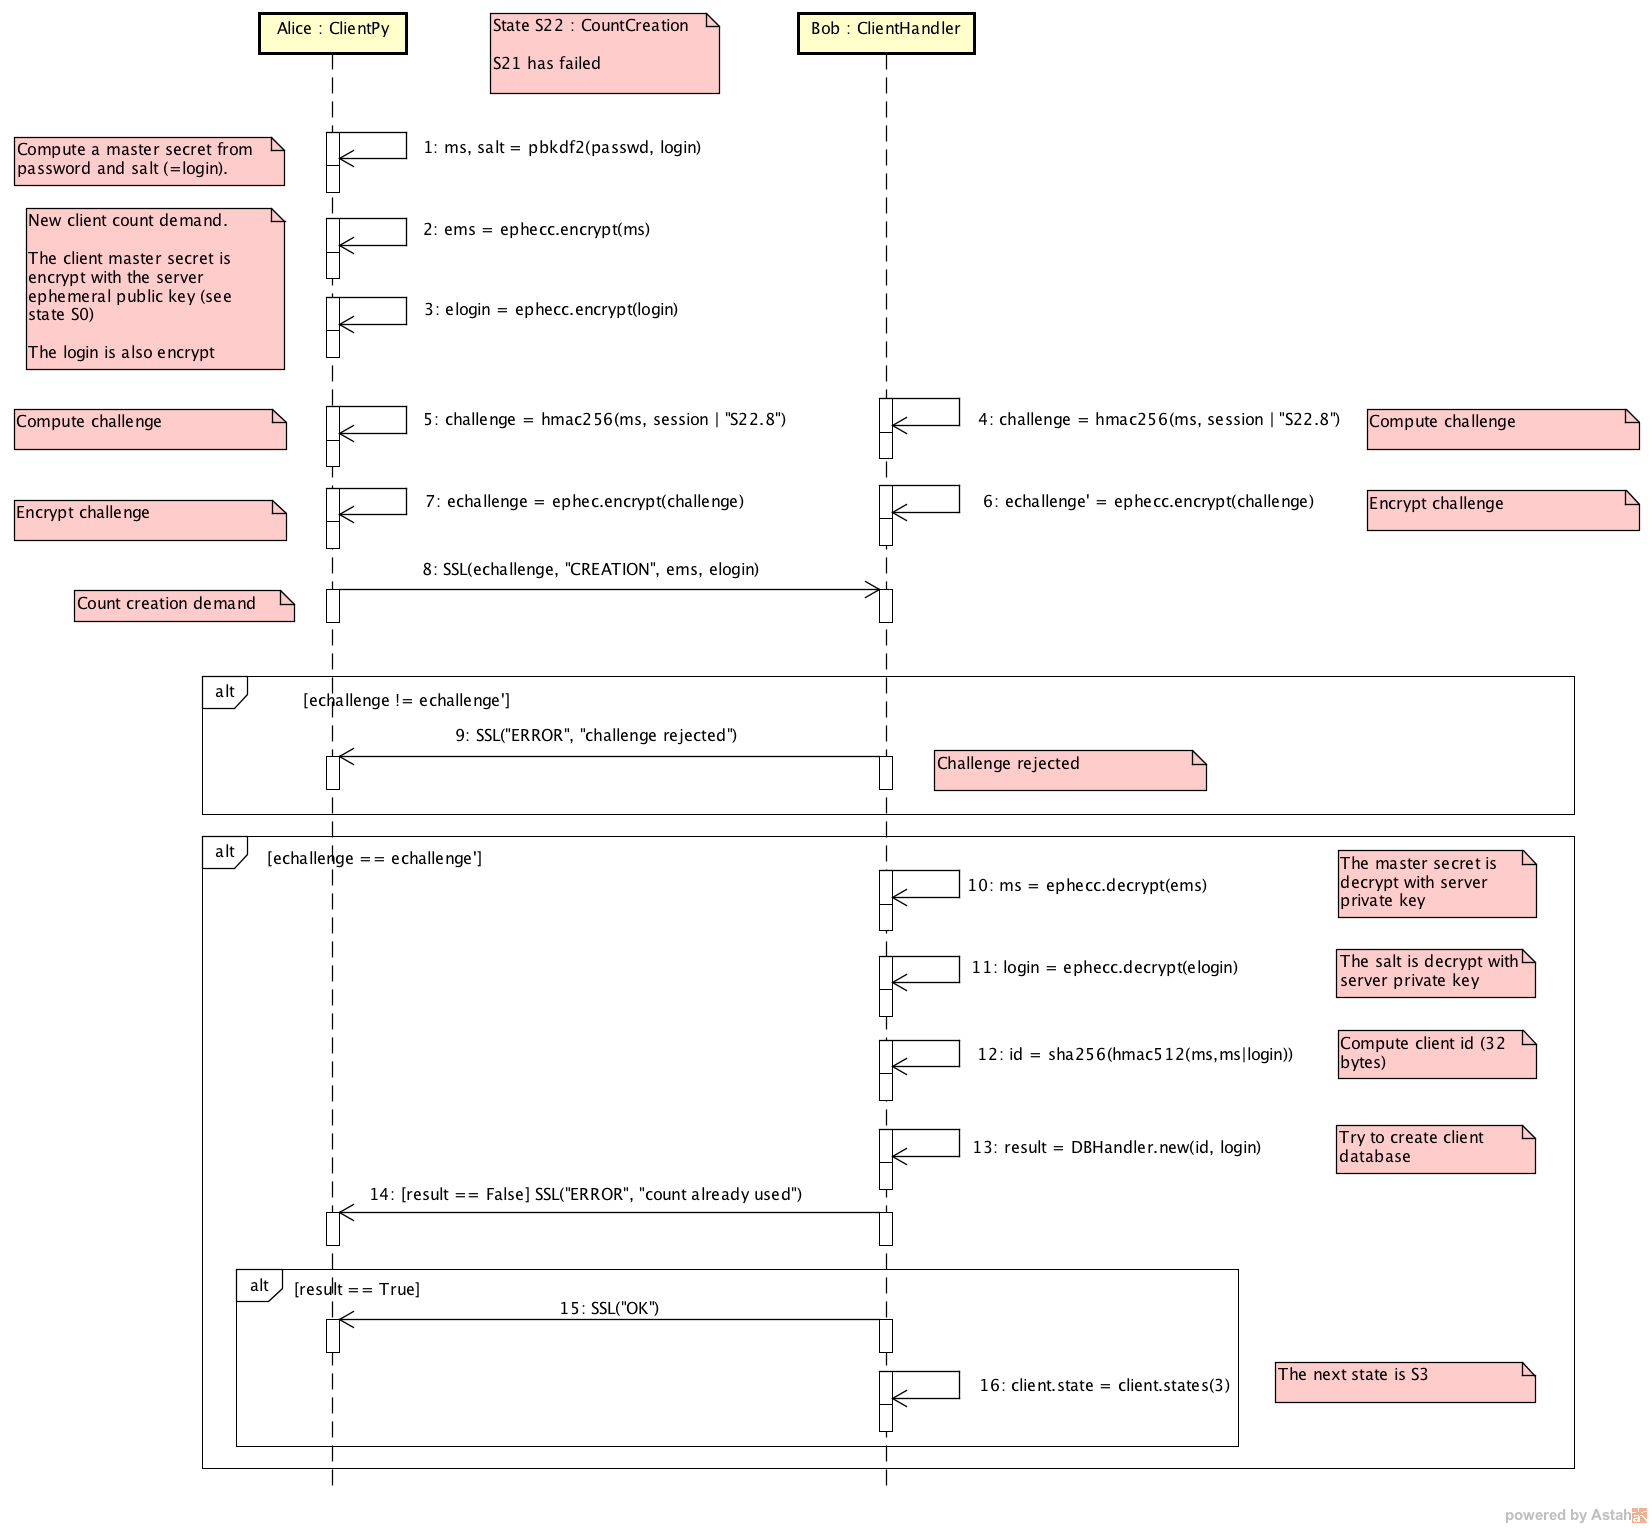 Alice : ClientPy
State S22 : CountCreation
S21 has failed
Bob : ClientHandler
Compute a master secret from
password and salt (=login).
1: ms, salt = pbkdf2(passwd, login)
New client count demand.
The client master secret is
encrypt with the server
ephemeral public key (see
state S0)
The login is also encrypt
2: ems = ephecc.encrypt(ms)
3: elogin = ephecc.encrypt(login)
Compute challenge
5: challenge = hmac256(ms, session | "S22.8")
4: challenge = hmac256(ms, session | "S22.8")
Compute challenge
Encrypt challenge
7: echallenge = ephec.encrypt(challenge)
6: echallenge' = ephecc.encrypt(challenge)
Encrypt challenge
8: SSL(echallenge, "CREATION", ems, elogin)
Count creation demand
alt
[echallenge != echallenge']
9: SSL("ERROR", "challenge rejected")
Challenge rejected
alt
[echallenge == echallenge']
10: ms = ephecc.decrypt(ems)
The master secret is
decrypt with server
private key
11: login = ephecc.decrypt(elogin)
The salt is decrypt with
server private key
12: id = sha256(hmac512(ms,ms|login))
Compute client id (32
bytes)
13: result = DBHandler.new(id, login)
Try to create client
database
14: [result == False] SSL("ERROR", "count already used")
alt
[result == True]
15: SSL("OK")
16: client.state = client.states(3)
The next state is S3
powered by Astah